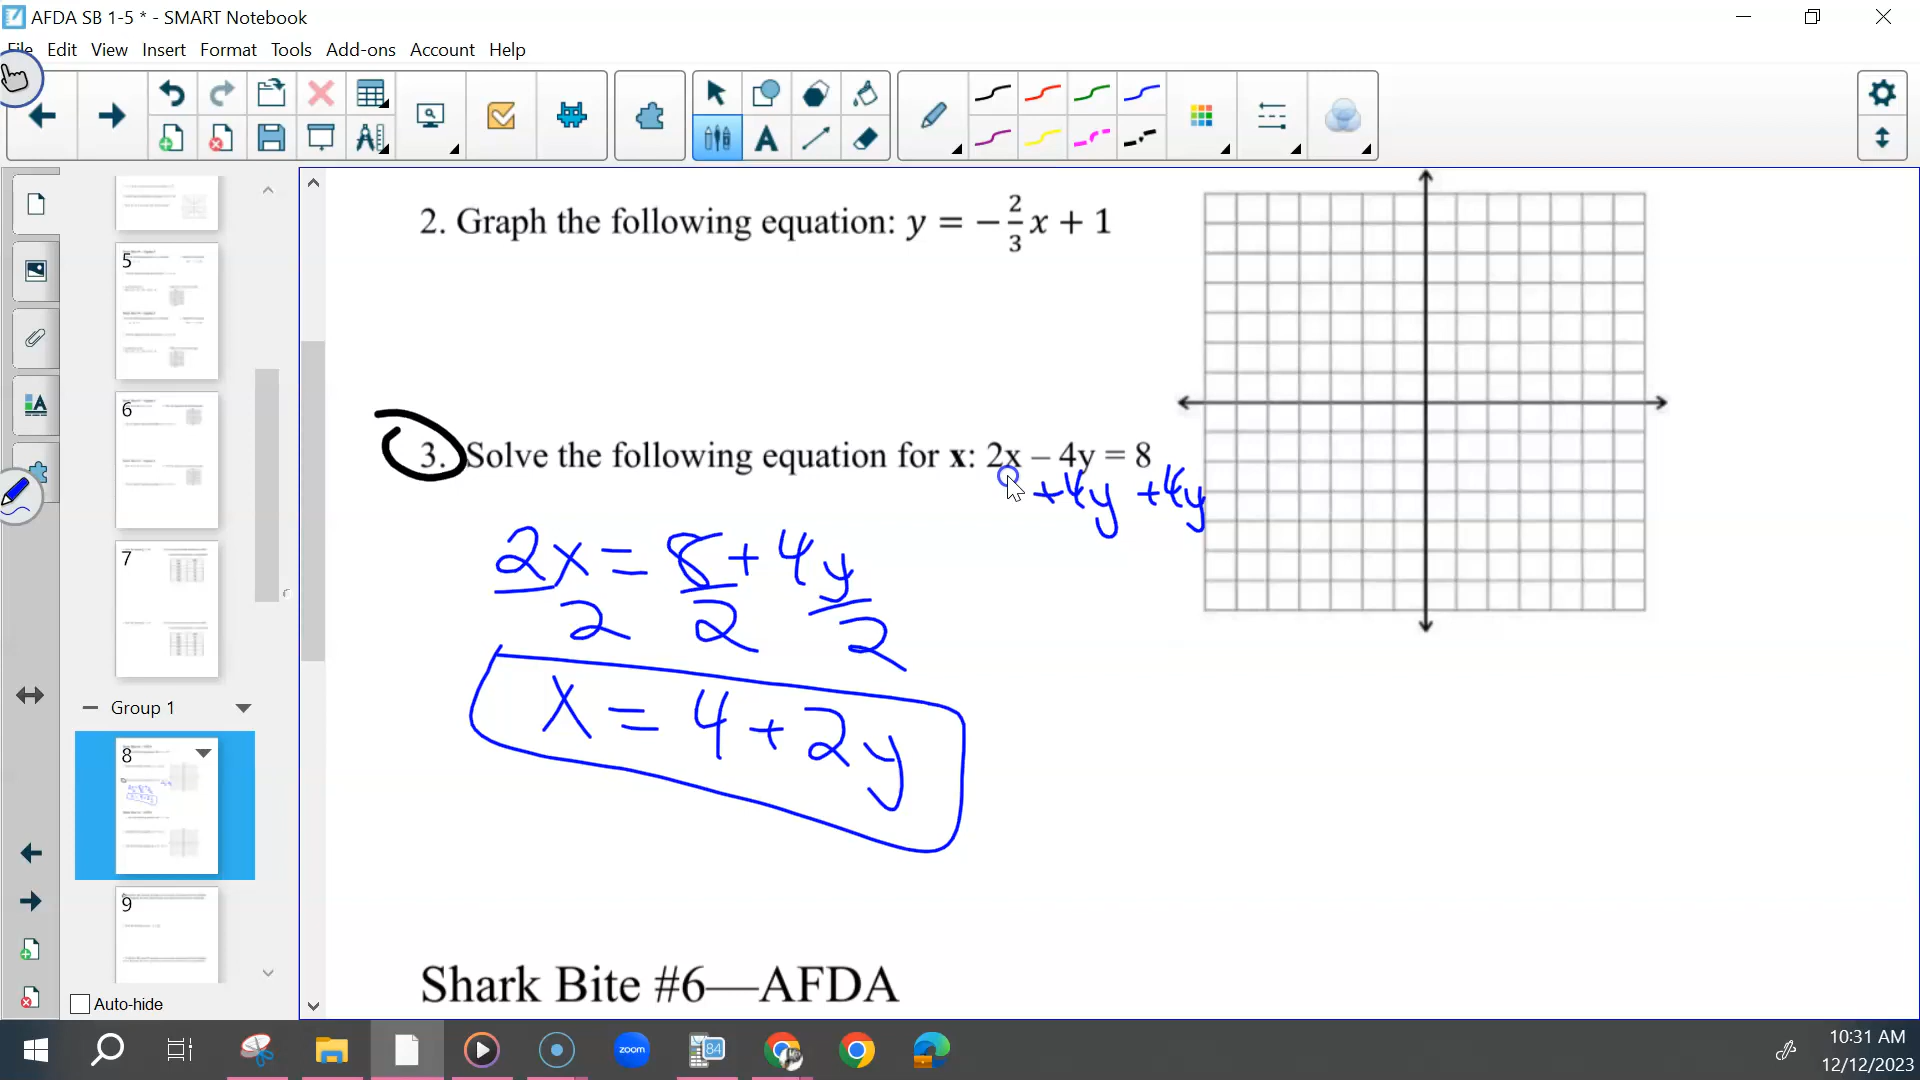 AFDA SB 1-5 * - SMART Notebook
File Edit View Insert Format Tools Add-ons Account Help
2. Graph the following equation: y = −2/3x + 1
3. Solve the following equation for x: 2x – 4y = 8
+4y +4y
2x = 8 + 4y
2 2 2
x = 4 + 2y
Shark Bite #6—AFDA
5
6
7
Group 1
8
9
Auto-hide
zoom
84
10:31 AM
12/12/2023